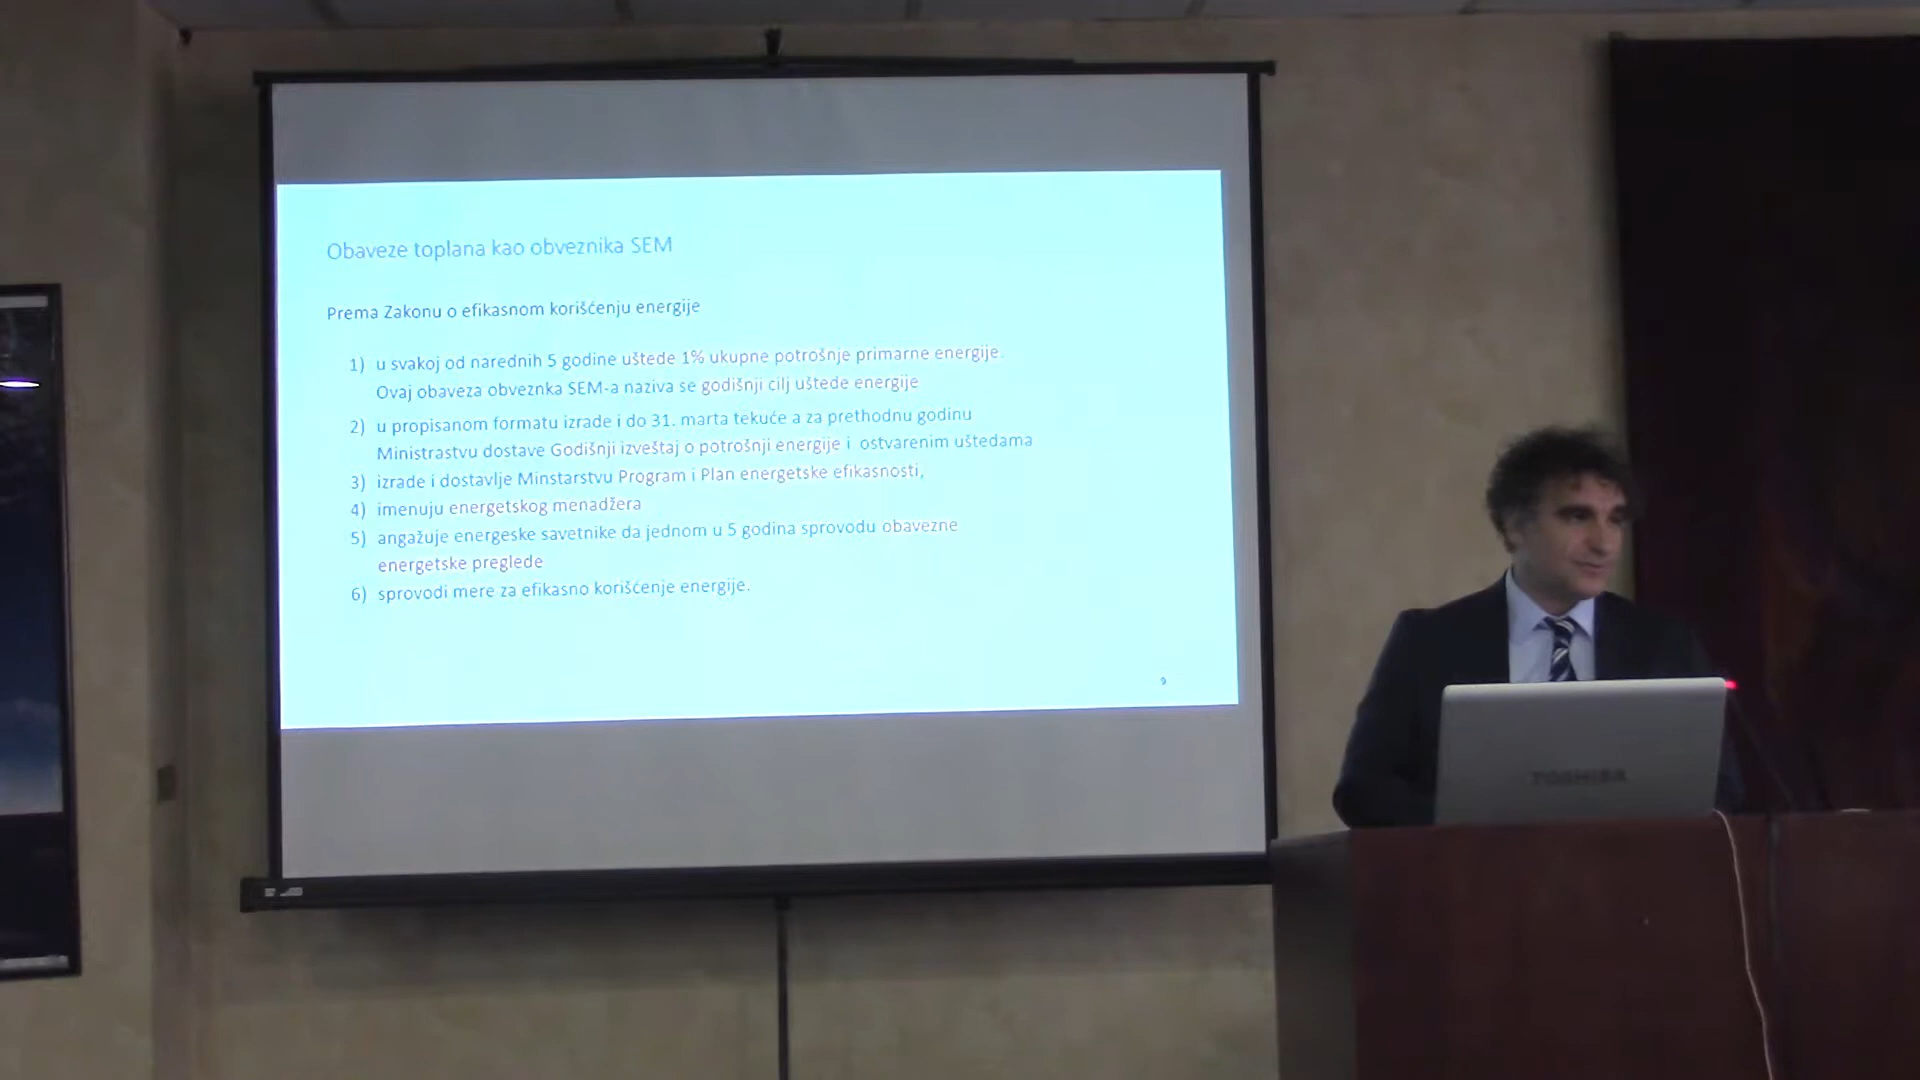 Obaveze toplana kao obveznika SEM
Prema Zakonu o efikasnom korišćenju energije
1) u svakoj od narednih 5 godine uštede 1% ukupne potrošnje primarne energije.
Ovaj obaveza obveznka SEM-a naziva se godišnji cilj uštede energije
2) u propisanom formatu izrade i do 31. marta tekuće a za prethodnu godinu
Ministrastvu dostave Godišnji izveštaj o potrošnji energije i ostvarenim uštedama
3) izrade i dostavlje Minstarstvu Program i Plan energetske efikasnosti,
4) imenuju energetskog menadžera
5) angažuje energeske savetnike da jednom u 5 godina sprovodu obavezne
energetske preglede
6) sprovodi mere za efikasno korišćenje energije.
9
TOSHIBA